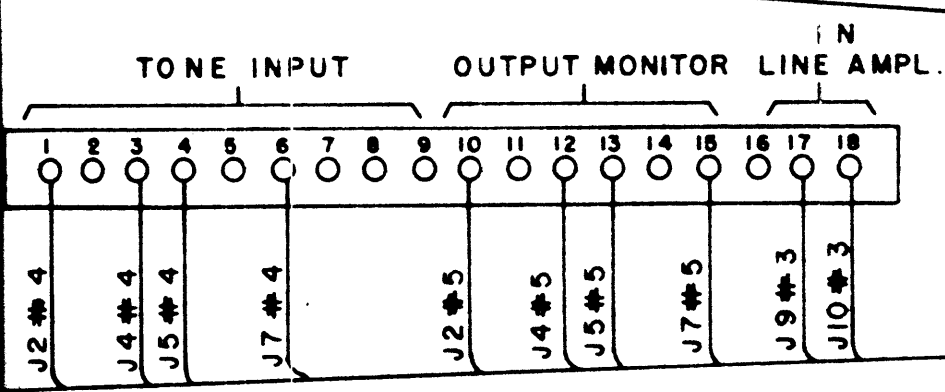 IN
TONE INPUT OUTPUT MONITOR LINE AMPL.
1 2 3 4 5 6 7 8 9 10 11 12 13 14 15 16 17 18
J2#4 J4#4 J5#4 J7#4 J2#5 J4#5 J5#5 J7#5 J9#3 J10#3